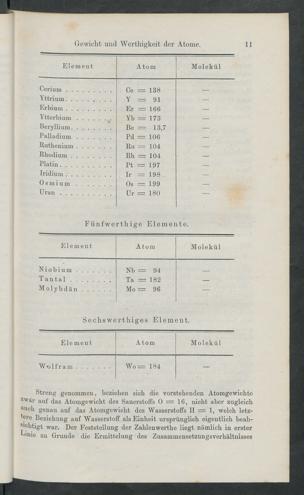 Gewicht und Werthigkeit der Atome. 11
Element Atom Molekül
Cerium . . . . . . . . Ce = 138 —
Yttrium . . . . . . . . Y = 91 —
Erbium . . . . . . . . Er = 166 —
Ytterbium . . . . . . . Yb = 173 —
Beryllium . . . . . . . Be = 13,7 —
Palladium . . . . . . . Pd = 106 —
Ruthenium . . . . . . . Ru = 104 —
Rhodium . . . . . . . . Rh = 104 —
Platin . . . . . . . . Pt = 197 —
Iridium . . . . . . . . Ir = 198 —
Osmium . . . . . . . . Os = 199 —
Uran . . . . . . . . . Ur = 180 —
Fünfwerthige Elemente.
Element Atom Molekül
Niobium . . . . . . Nb = 94 —
Tantal . . . . . . . Ta = 182 —
Molybdän . . . . . Mo = 96 —
Sechswerthiges Element.
Element Atom Molekül
Wolfram . . . . . . Wo = 184 —
Streng genommen, beziehen sich die vorstehenden Atomgewichte
zwar auf das Atomgewicht des Sauerstoffs O = 16, nicht aber zugleich
auch genau auf das Atomgewicht des Wasserstoffs H = 1, welch letz-
tere Beziehung auf Wasserstoff als Einheit ursprünglich eigentlich beab-
sichtigt war. Der Feststellung der Zahlenwerthe liegt nämlich in erster
Linie zu Grunde die Ermittelung des Zusammensetzungsverhältnisses